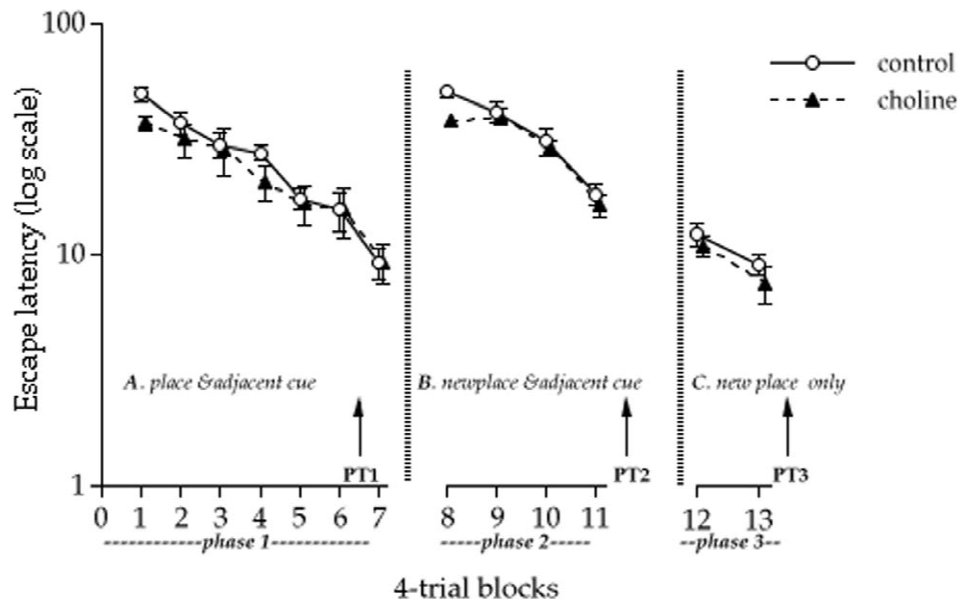 100
control
choline
Escape latency (log scale)
10
A. place &adjacent cue
B. newplace &adjacent cue
C. new place only
PT1
PT2
PT3
1
0 1 2 3 4 5 6 7 8 9 10 11 12 13
------------phase 1------------ -----phase 2----- --phase 3--
4-trial blocks